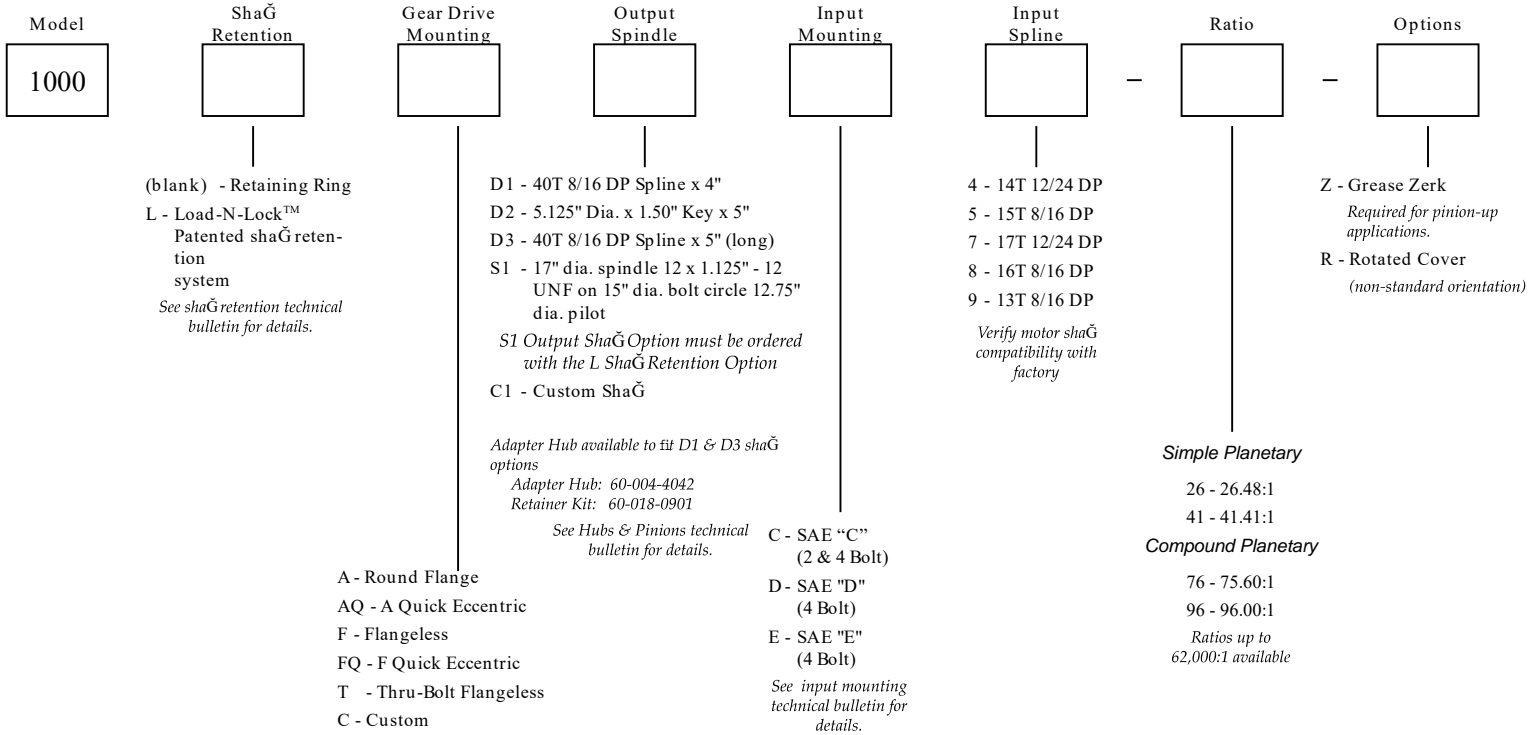 Model
ShaĞ
Retention
Gear Drive
Mounting
Output
Spindle
Input
Mounting
Input
Spline
Ratio
Options
1000
–
–
(blank) - Retaining Ring
L - Load-N-Lock™
Patented shaĞ reten-
tion
system
See shaĞ retention technical
bulletin for details.
A - Round Flange
AQ - A Quick Eccentric
F - Flangeless
FQ - F Quick Eccentric
T - Thru-Bolt Flangeless
C - Custom
D1 - 40T 8/16 DP Spline x 4"
D2 - 5.125" Dia. x 1.50" Key x 5"
D3 - 40T 8/16 DP Spline x 5" (long)
S1 - 17" dia. spindle 12 x 1.125" - 12
UNF on 15" dia. bolt circle 12.75"
dia. pilot
S1 Output ShaĞ Option must be ordered
with the L ShaĞ Retention Option
C1 - Custom ShaĞ
Adapter Hub available to fit D1 & D3 shaĞ
options
Adapter Hub: 60-004-4042
Retainer Kit: 60-018-0901
See Hubs & Pinions technical
bulletin for details.
C - SAE “C”
(2 & 4 Bolt)
D - SAE "D"
(4 Bolt)
E - SAE "E"
(4 Bolt)
See input mounting
technical bulletin for
details.
4 - 14T 12/24 DP
5 - 15T 8/16 DP
7 - 17T 12/24 DP
8 - 16T 8/16 DP
9 - 13T 8/16 DP
Verify motor shaĞ
compatibility with
factory
Simple Planetary
26 - 26.48:1
41 - 41.41:1
Compound Planetary
76 - 75.60:1
96 - 96.00:1
Ratios up to
62,000:1 available
Z - Grease Zerk
Required for pinion-up
applications.
R - Rotated Cover
(non-standard orientation)